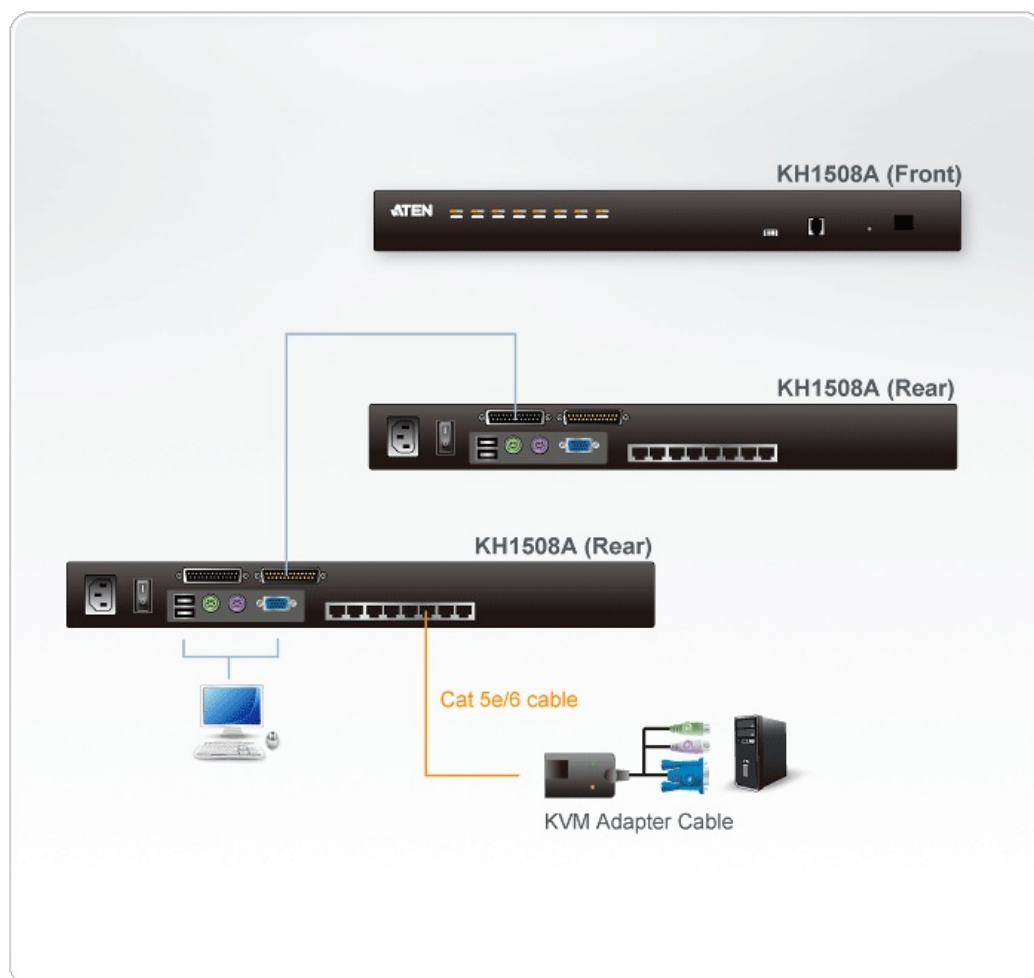 KH1508A (Front)
ATEN
KH1508A (Rear)
KH1508A (Rear)
Cat 5e/6 cable
KVM Adapter Cable